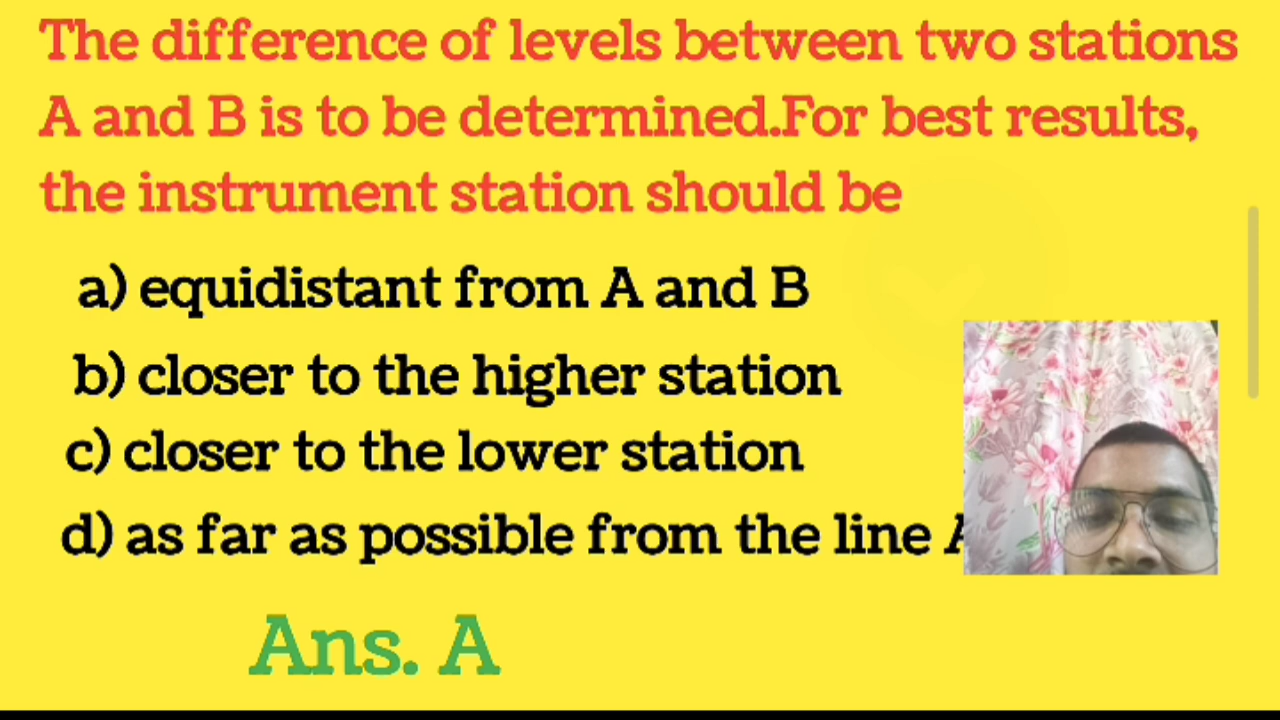 The difference of levels between two stations
A and B is to be determined.For best results,
the instrument station should be
a) equidistant from A and B
b) closer to the higher station
c) closer to the lower station
d) as far as possible from the line
Ans. A